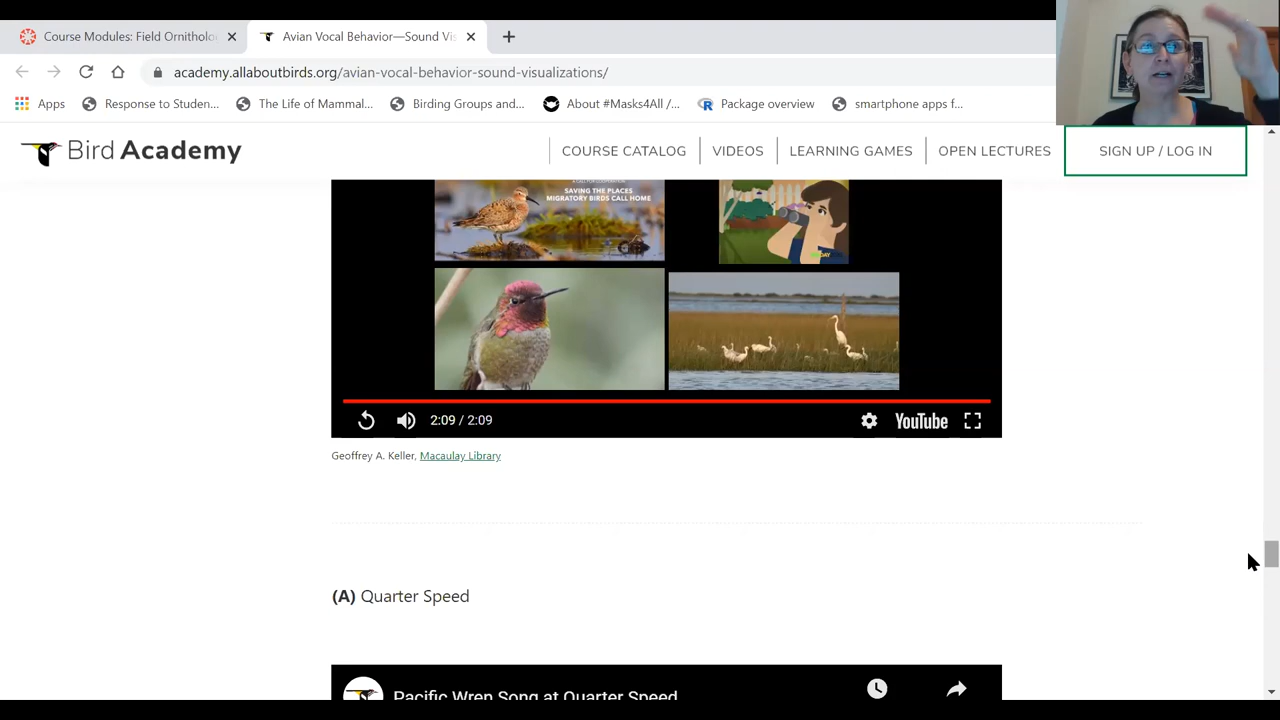 Course Modules: Field Ornitholo
Avian Vocal Behavior—Sound Vis
academy.allaboutbirds.org/avian-vocal-behavior-sound-visualizations/
Apps
Response to Studen...
The Life of Mammal...
Birding Groups and...
About #Masks4All /...
Package overview
smartphone apps f...
Bird Academy
COURSE CATALOG
VIDEOS
LEARNING GAMES
OPEN LECTURES
SIGN UP / LOG IN
A CALL FOR COOPERATION
SAVING THE PLACES
MIGRATORY BIRDS CALL HOME
2:09 / 2:09
YouTube
Geoffrey A. Keller, Macaulay Library
(A) Quarter Speed
Pacific Wren Song at Quarter Speed